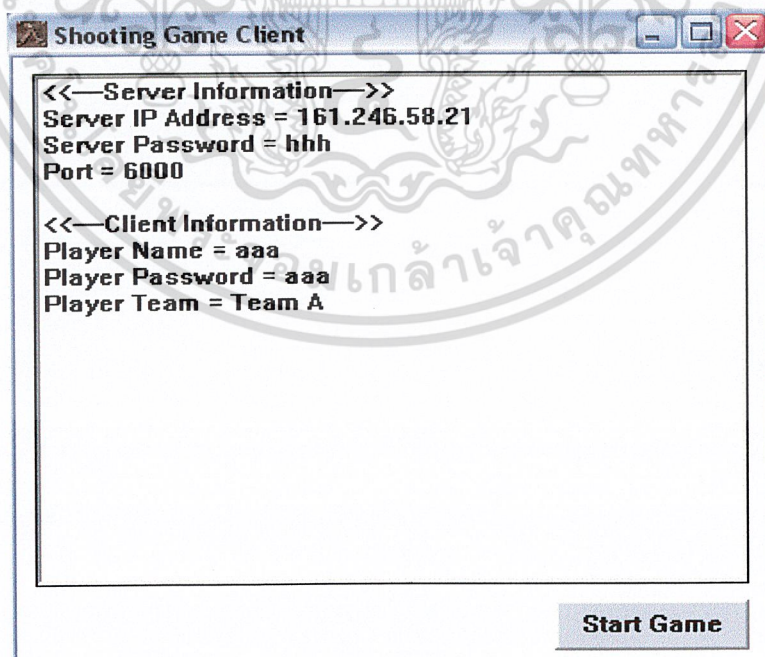 Shooting Game Client
<<—Server Information—>>
Server IP Address = 161.246.58.21
Server Password = hhh
Port = 6000
<<—Client Information—>>
Player Name = aaa
Player Password = aaa
Player Team = Team A
Start Game